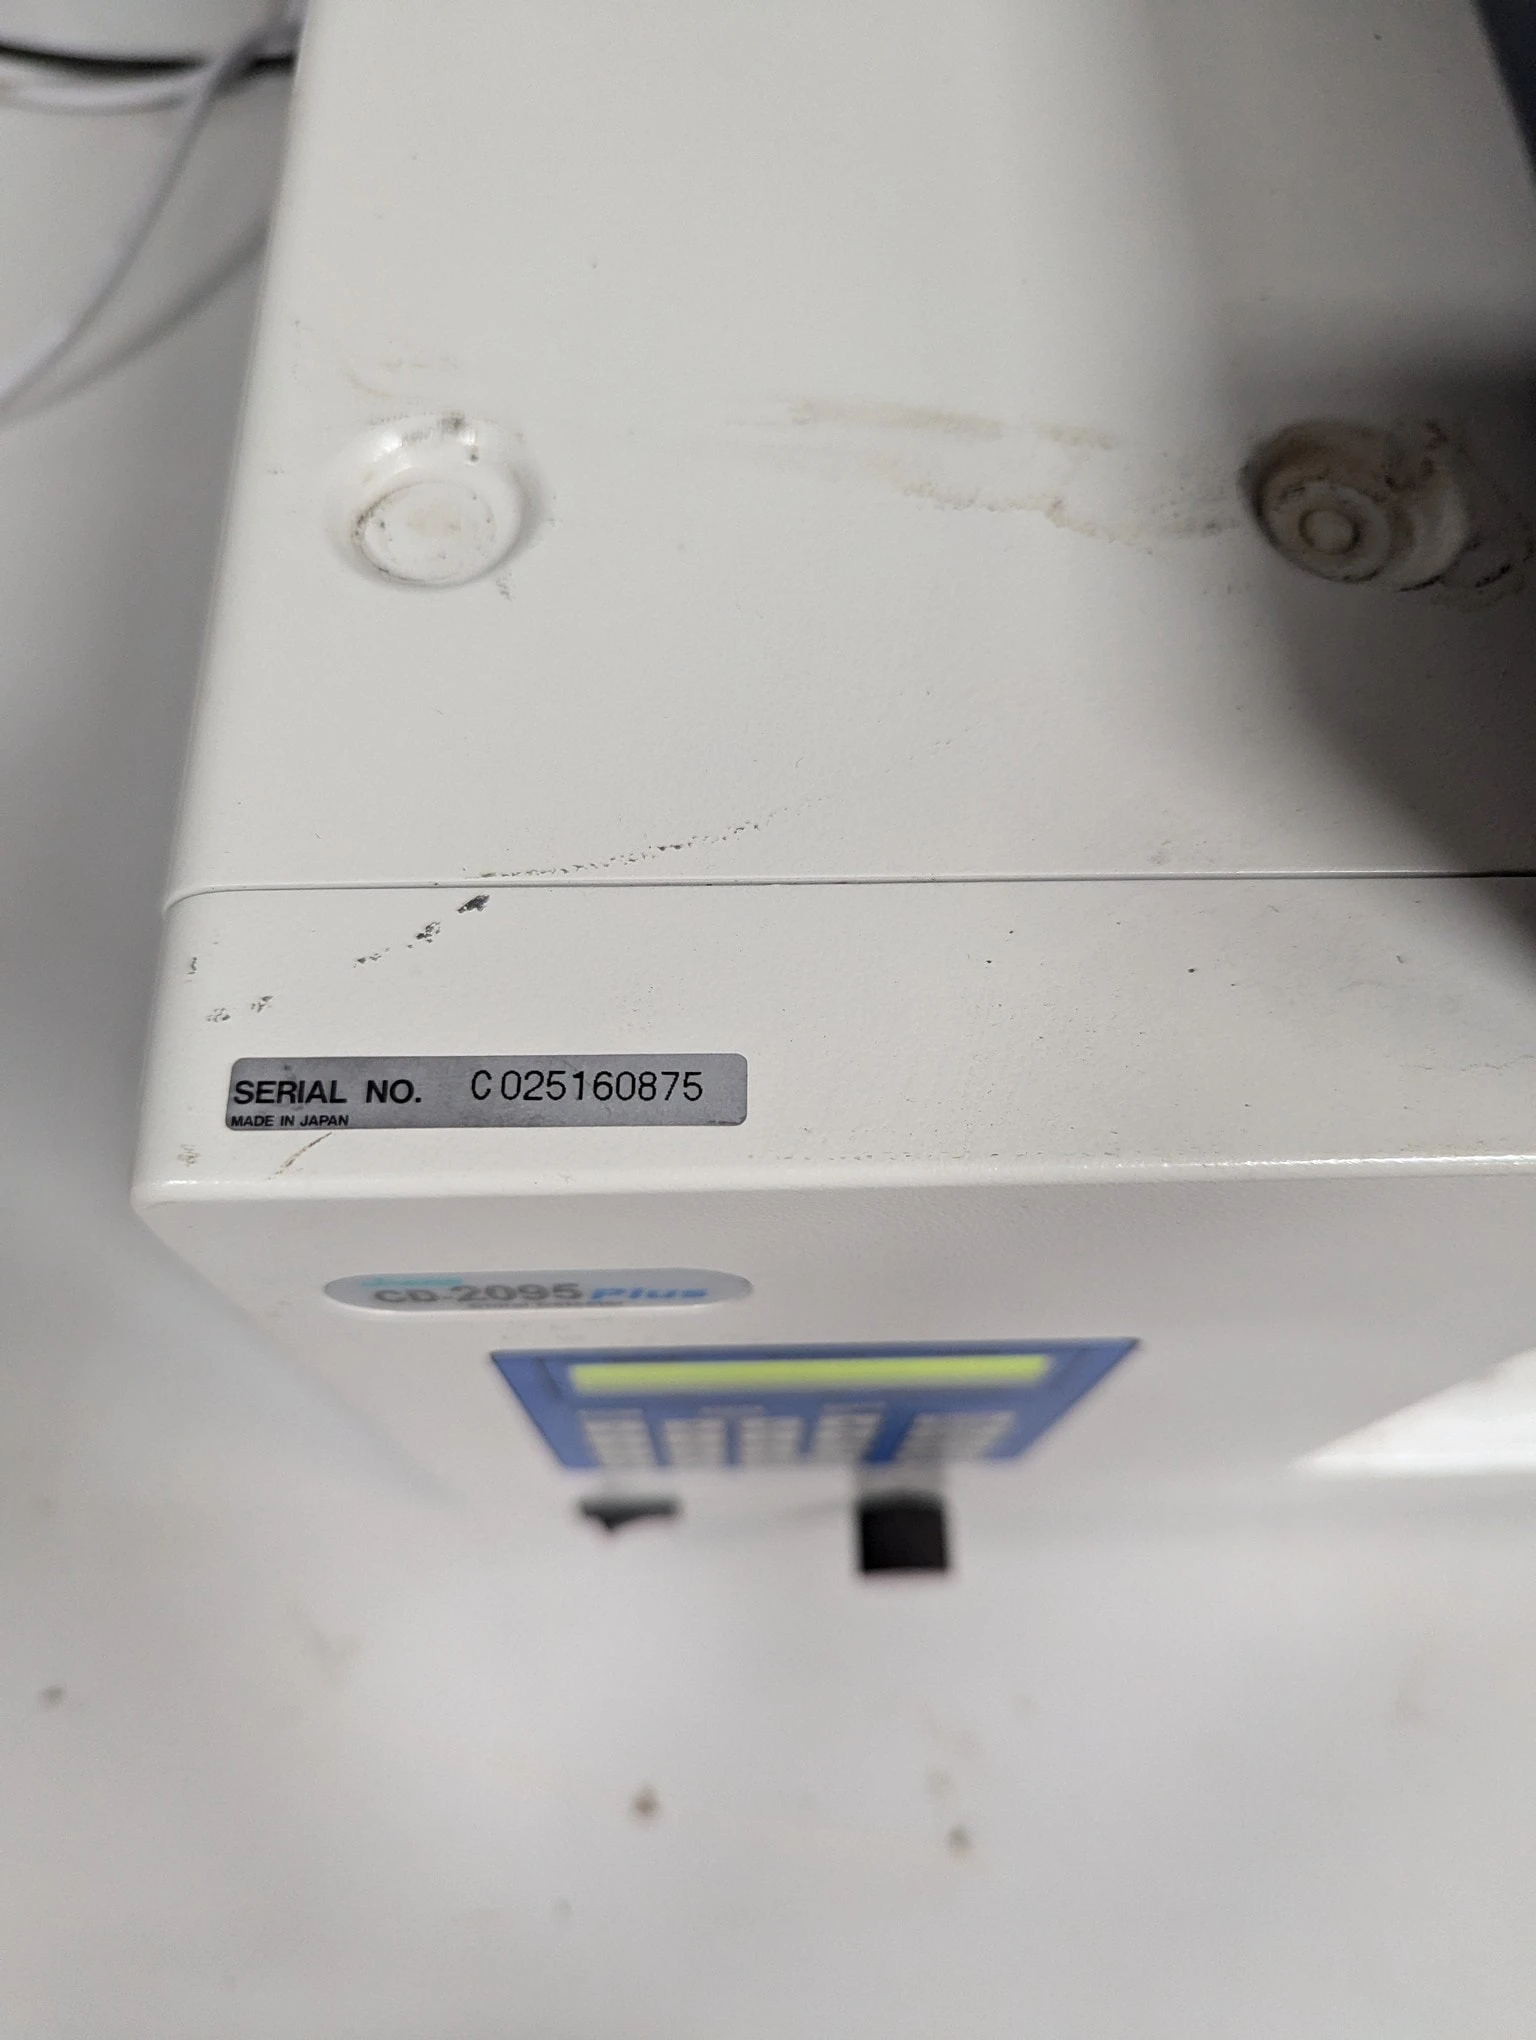 SERIAL NO. C025160875
MADE IN JAPAN
CD-2095 Plus